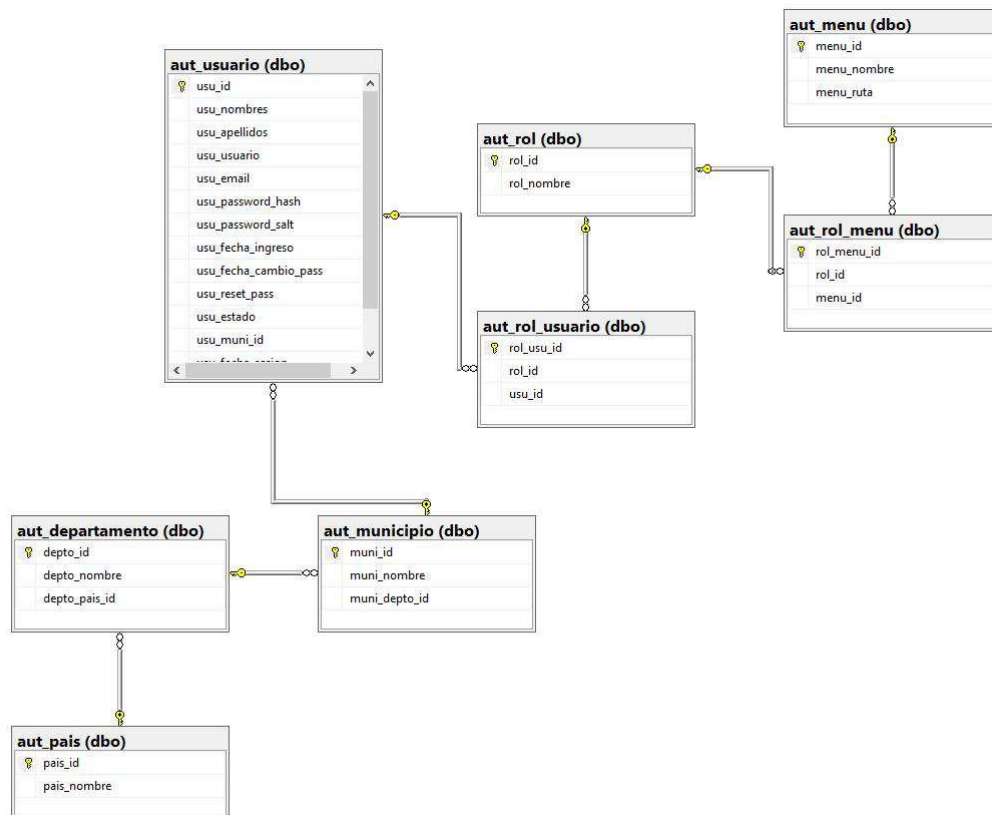 aut_menu (dbo)
menu_id
menu_nombre
menu_ruta
aut_usuario (dbo)
usu_id
usu_nombres
usu_apellidos
usu_usuario
usu_email
usu_password_hash
usu_password_salt
usu_fecha_ingreso
usu_fecha_cambio_pass
usu_reset_pass
usu_estado
usu_muni_id
aut_rol (dbo)
rol_id
rol_nombre
aut_rol_menu (dbo)
rol_menu_id
rol_id
menu_id
aut_rol_usuario (dbo)
rol_usu_id
rol_id
usu_id
aut_departamento (dbo)
depto_id
depto_nombre
depto_pais_id
aut_municipio (dbo)
muni_id
muni_nombre
muni_depto_id
aut_pais (dbo)
pais_id
pais_nombre